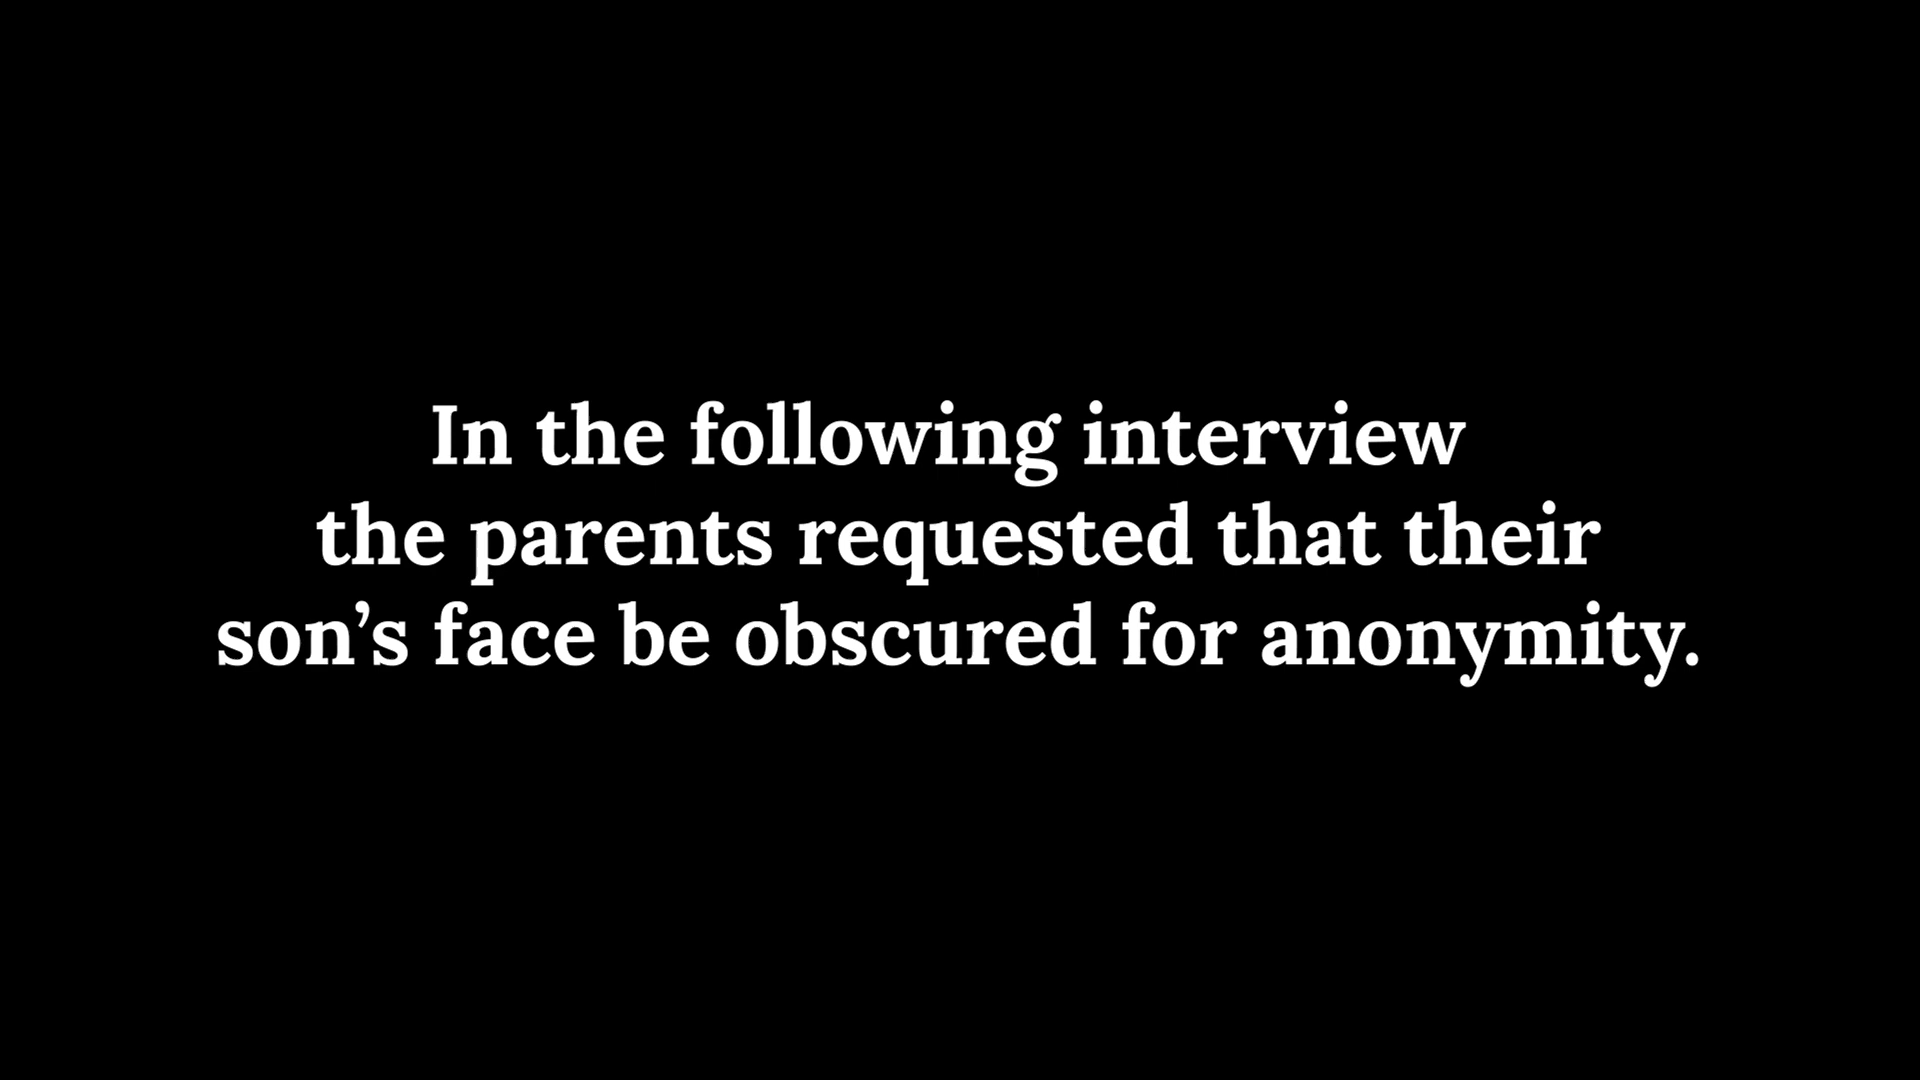 In the following interview
the parents requested that their
son’s face be obscured for anonymity.